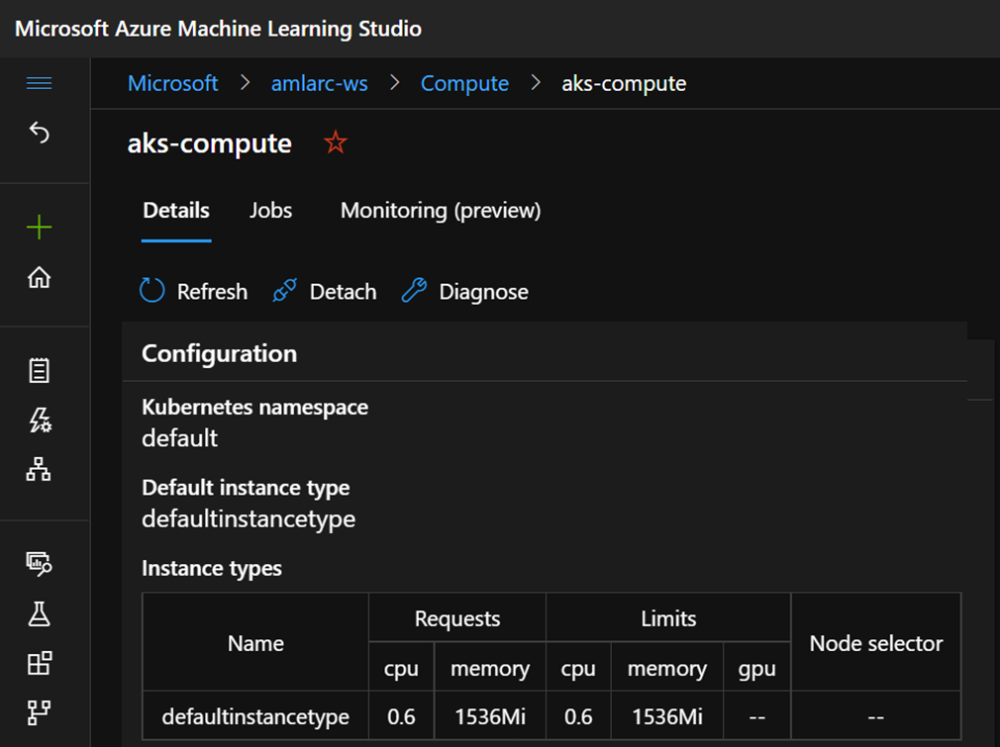 Microsoft Azure Machine Learning Studio
Microsoft > amlarc-ws > Compute > aks-compute
aks-compute
Details Jobs Monitoring (preview)
Refresh Detach Diagnose
Configuration
Kubernetes namespace
default
Default instance type
defaultinstancetype
Instance types
Name Requests Limits Node selector
cpu memory cpu memory gpu
defaultinstancetype 0.6 1536Mi 0.6 1536Mi -- --